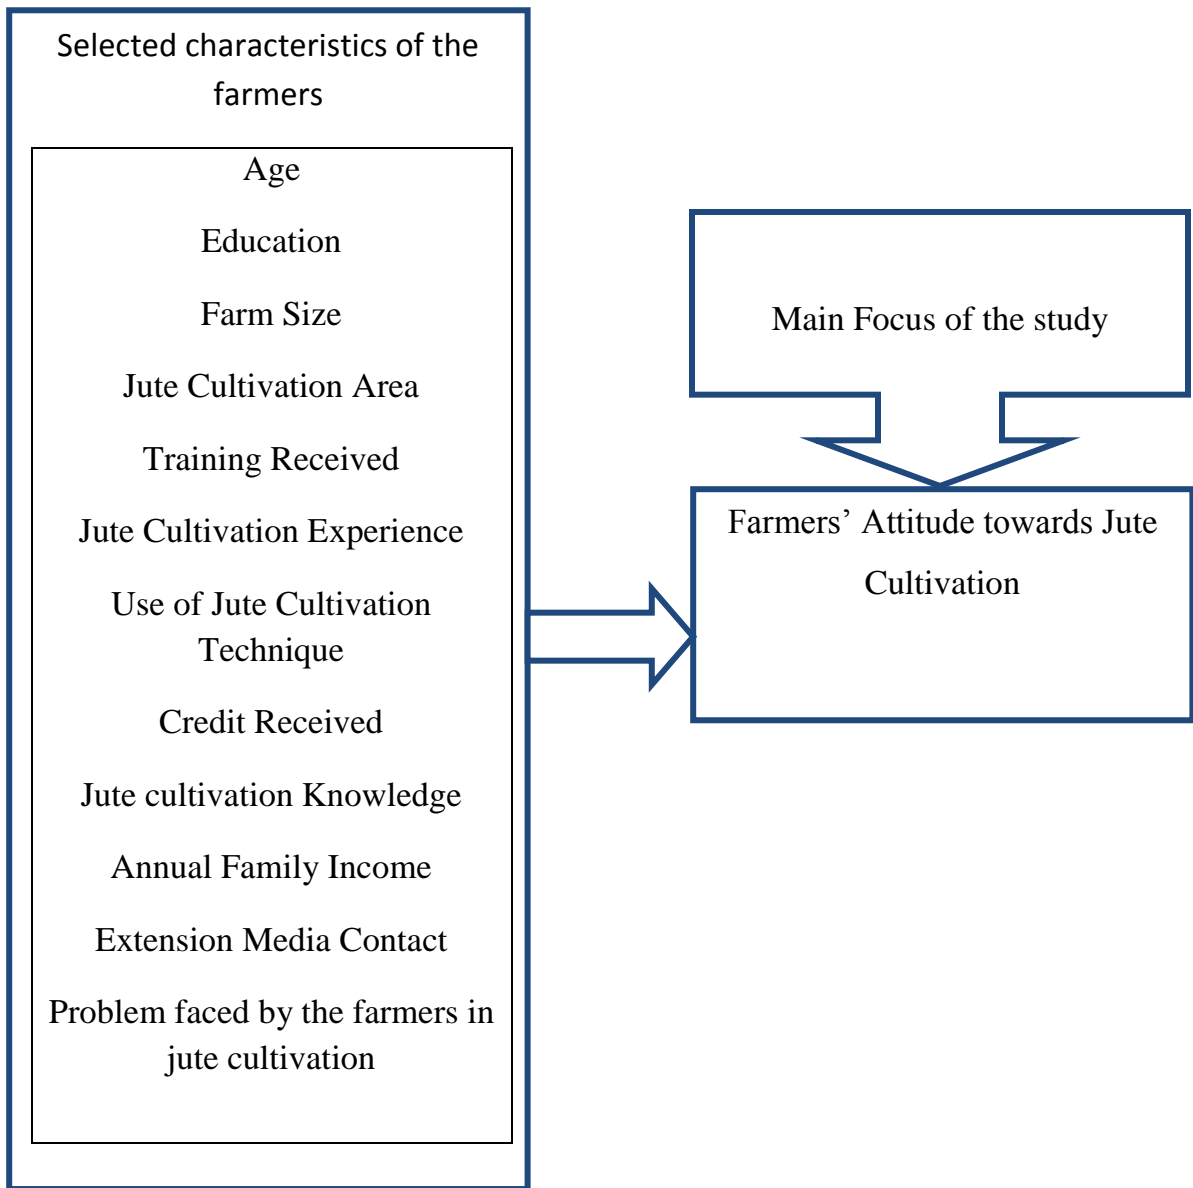 Selected characteristics of the
farmers
Age
Education
Farm Size
Jute Cultivation Area
Training Received
Jute Cultivation Experience
Use of Jute Cultivation
Technique
Credit Received
Jute cultivation Knowledge
Annual Family Income
Extension Media Contact
Problem faced by the farmers in
jute cultivation
Main Focus of the study
Farmers’ Attitude towards Jute
Cultivation